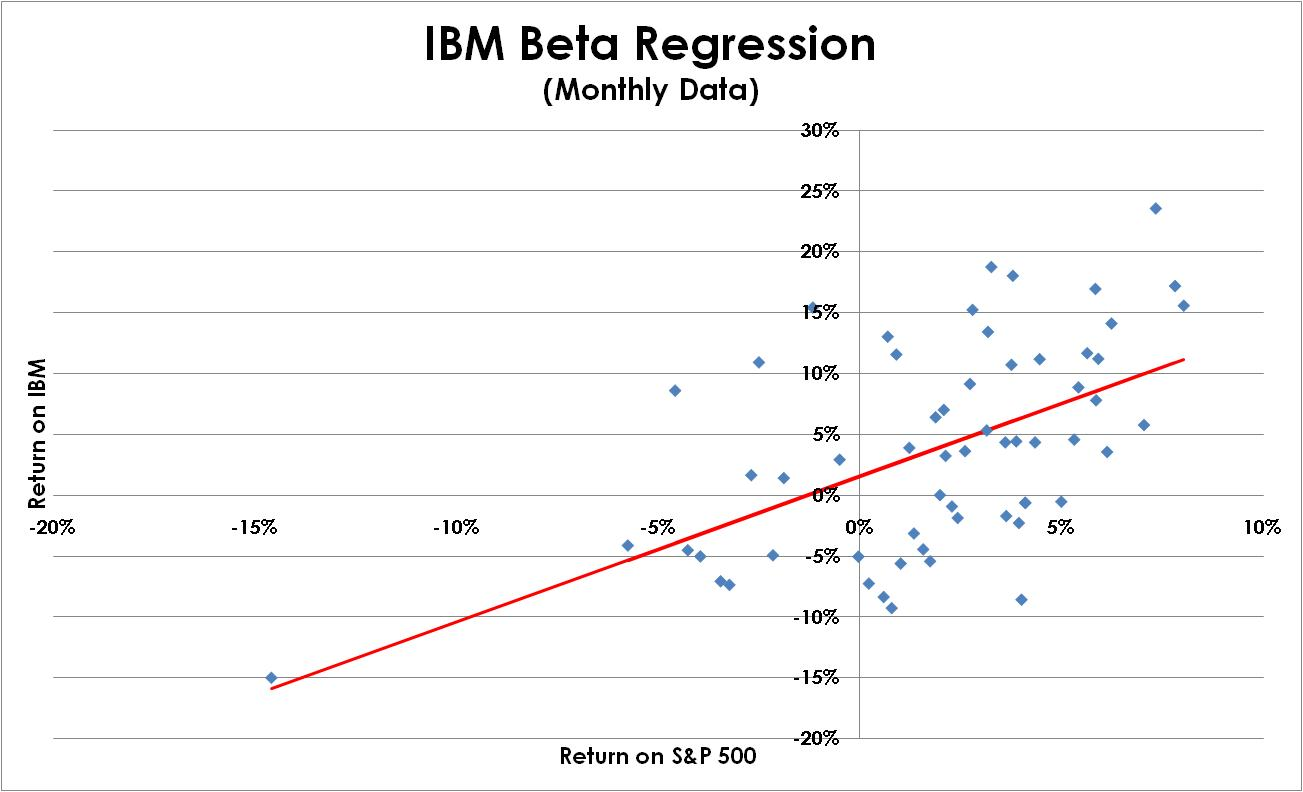 IBM Beta Regression
(Monthly Data)
30%
25%
20%
15%
10%
5%
0%
-5%
-10%
-15%
-20%
Return on IBM
-20% -15% -10% -5% 0% 5% 10%
Return on S&P 500